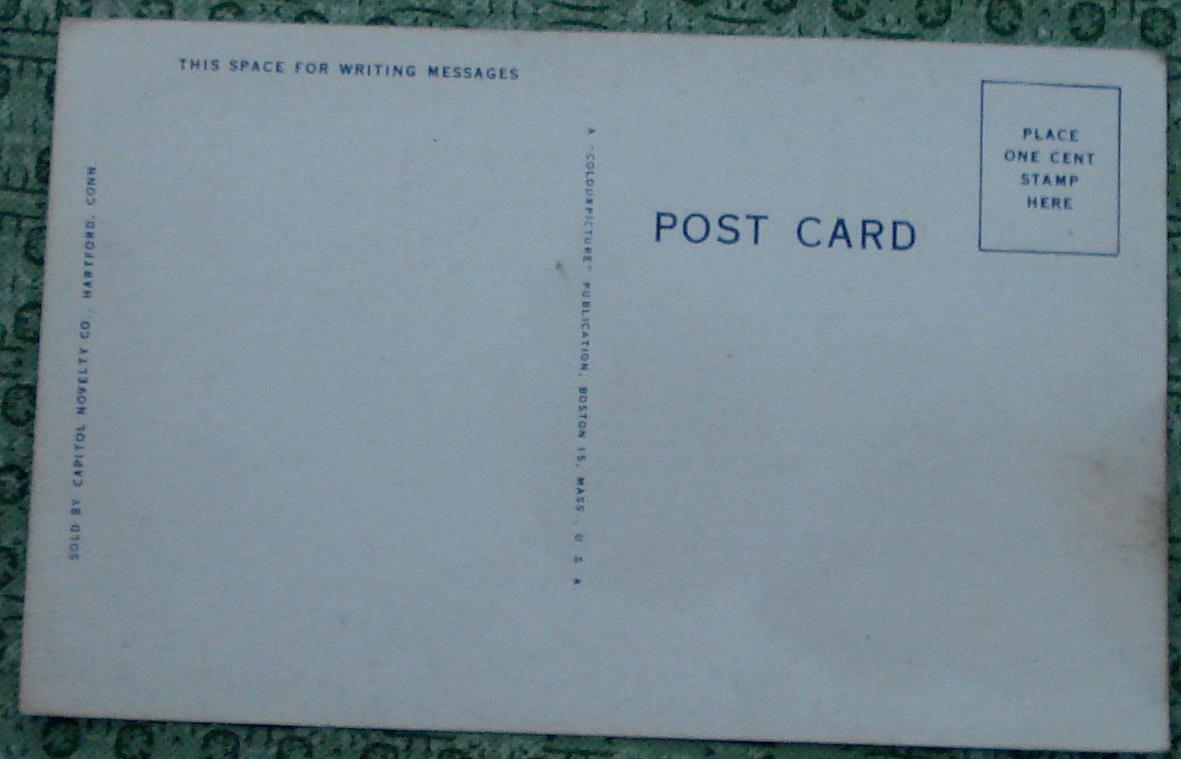 THIS SPACE FOR WRITING MESSAGES
SOLD BY CAPITOL NOVELTY CO., HARTFORD, CONN.
A "COLOURPICTURE" PUBLICATION, BOSTON 15, MASS., U. S. A
POST CARD
PLACE
ONE CENT
STAMP
HERE